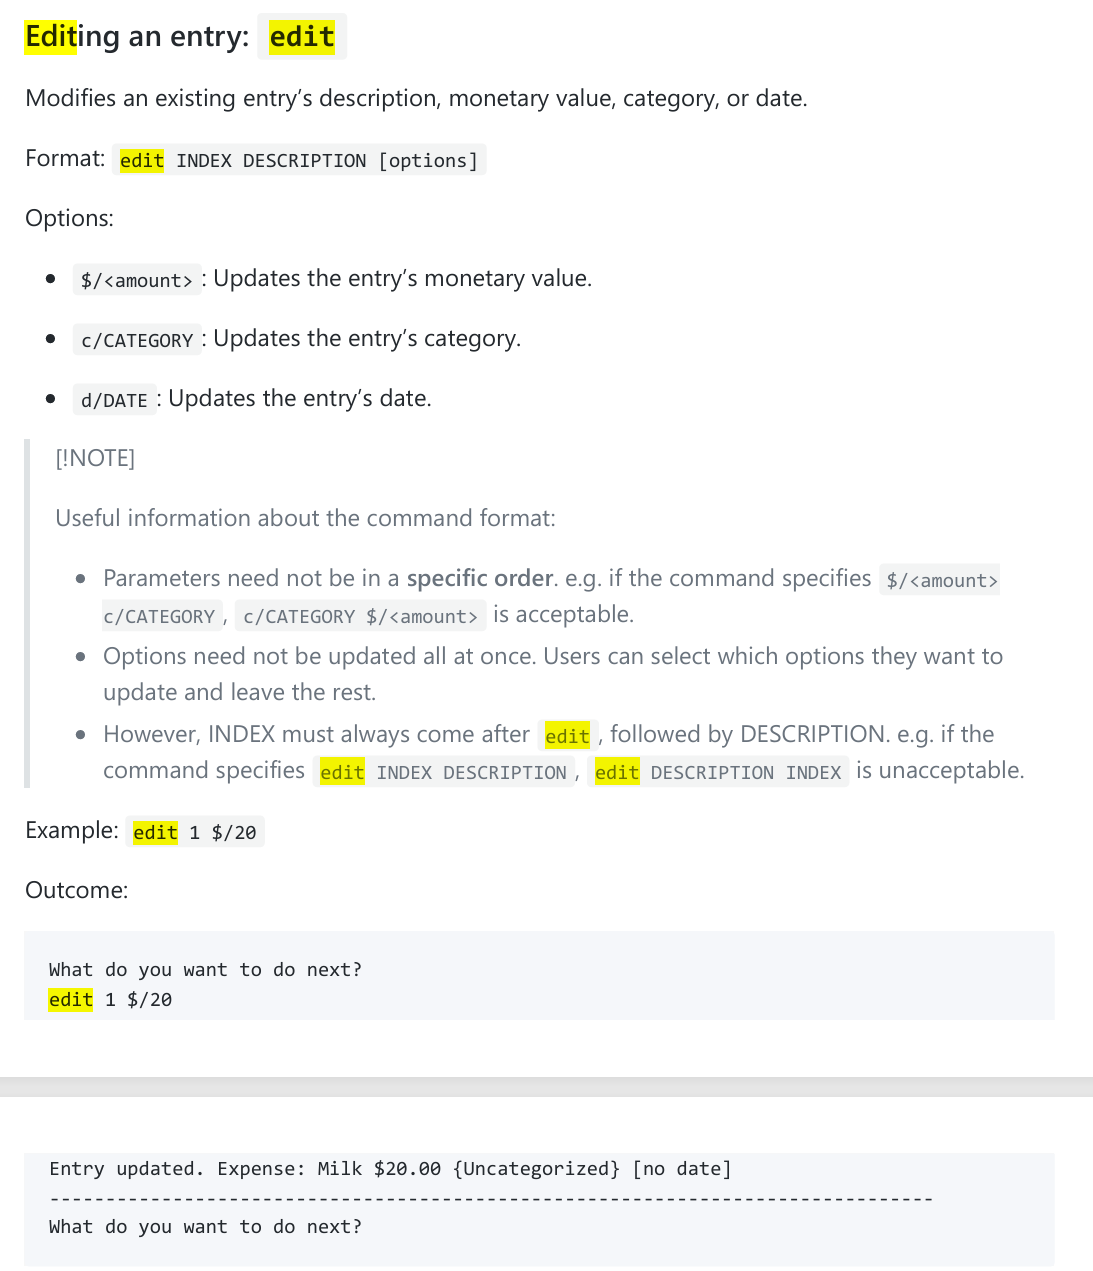 Editing an entry: edit
Modifies an existing entry’s description, monetary value, category, or date.
Format: edit INDEX DESCRIPTION [options]
Options:
• $/<amount> : Updates the entry’s monetary value.
• c/CATEGORY : Updates the entry’s category.
• d/DATE : Updates the entry’s date.
[!NOTE]
Useful information about the command format:
• Parameters need not be in a specific order. e.g. if the command specifies $/<amount>
c/CATEGORY , c/CATEGORY $/<amount> is acceptable.
• Options need not be updated all at once. Users can select which options they want to
update and leave the rest.
• However, INDEX must always come after edit , followed by DESCRIPTION. e.g. if the
command specifies edit INDEX DESCRIPTION , edit DESCRIPTION INDEX is unacceptable.
Example: edit 1 $/20
Outcome:
What do you want to do next?
edit 1 $/20
Entry updated. Expense: Milk $20.00 {Uncategorized} [no date]
-------------------------------------------------------------------------------
What do you want to do next?